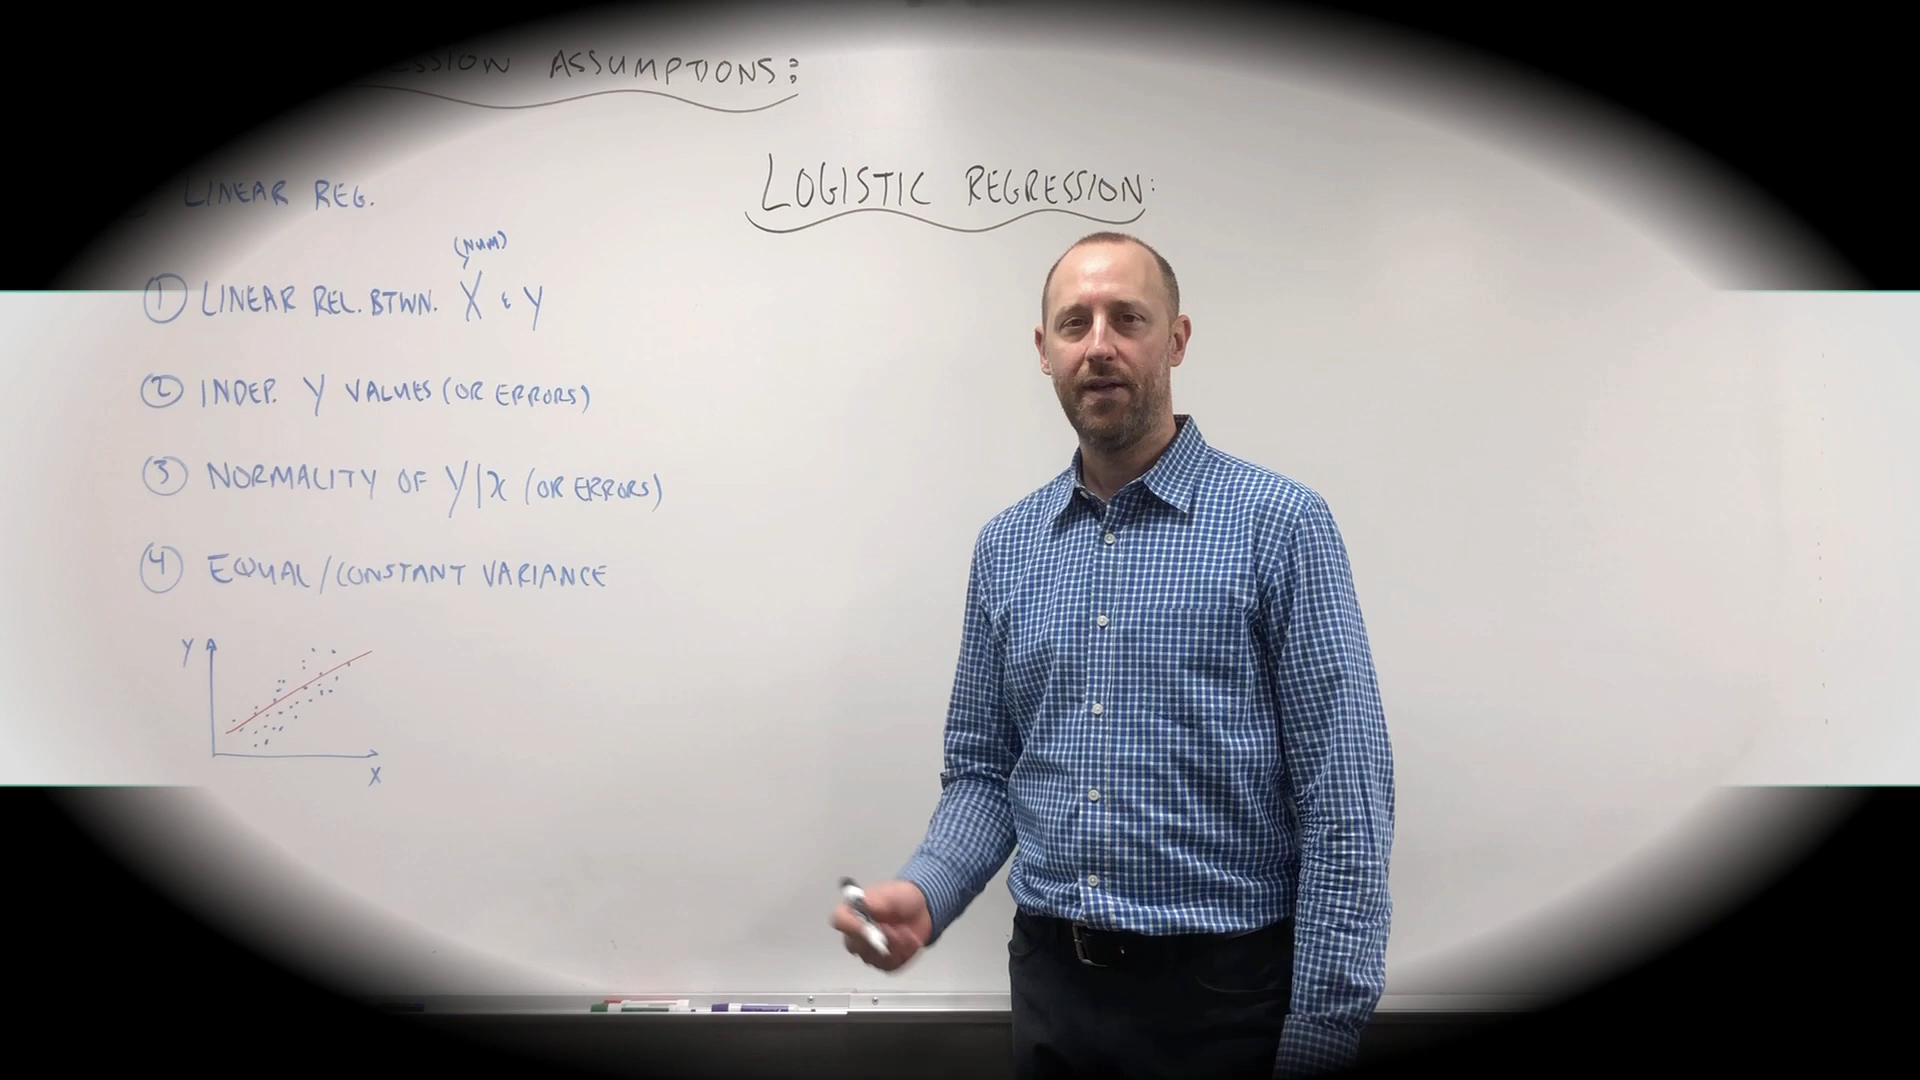 ASSUMPTIONS:
LOGISTIC REGRESSION:
LINEAR REG.
(NUM)
① LINEAR REL. BTWN. X & Y
② INDEP. Y VALUES (OR ERRORS)
③ NORMALITY OF Y|X (OR ERRORS)
④ EQUAL/CONSTANT VARIANCE
Y
X